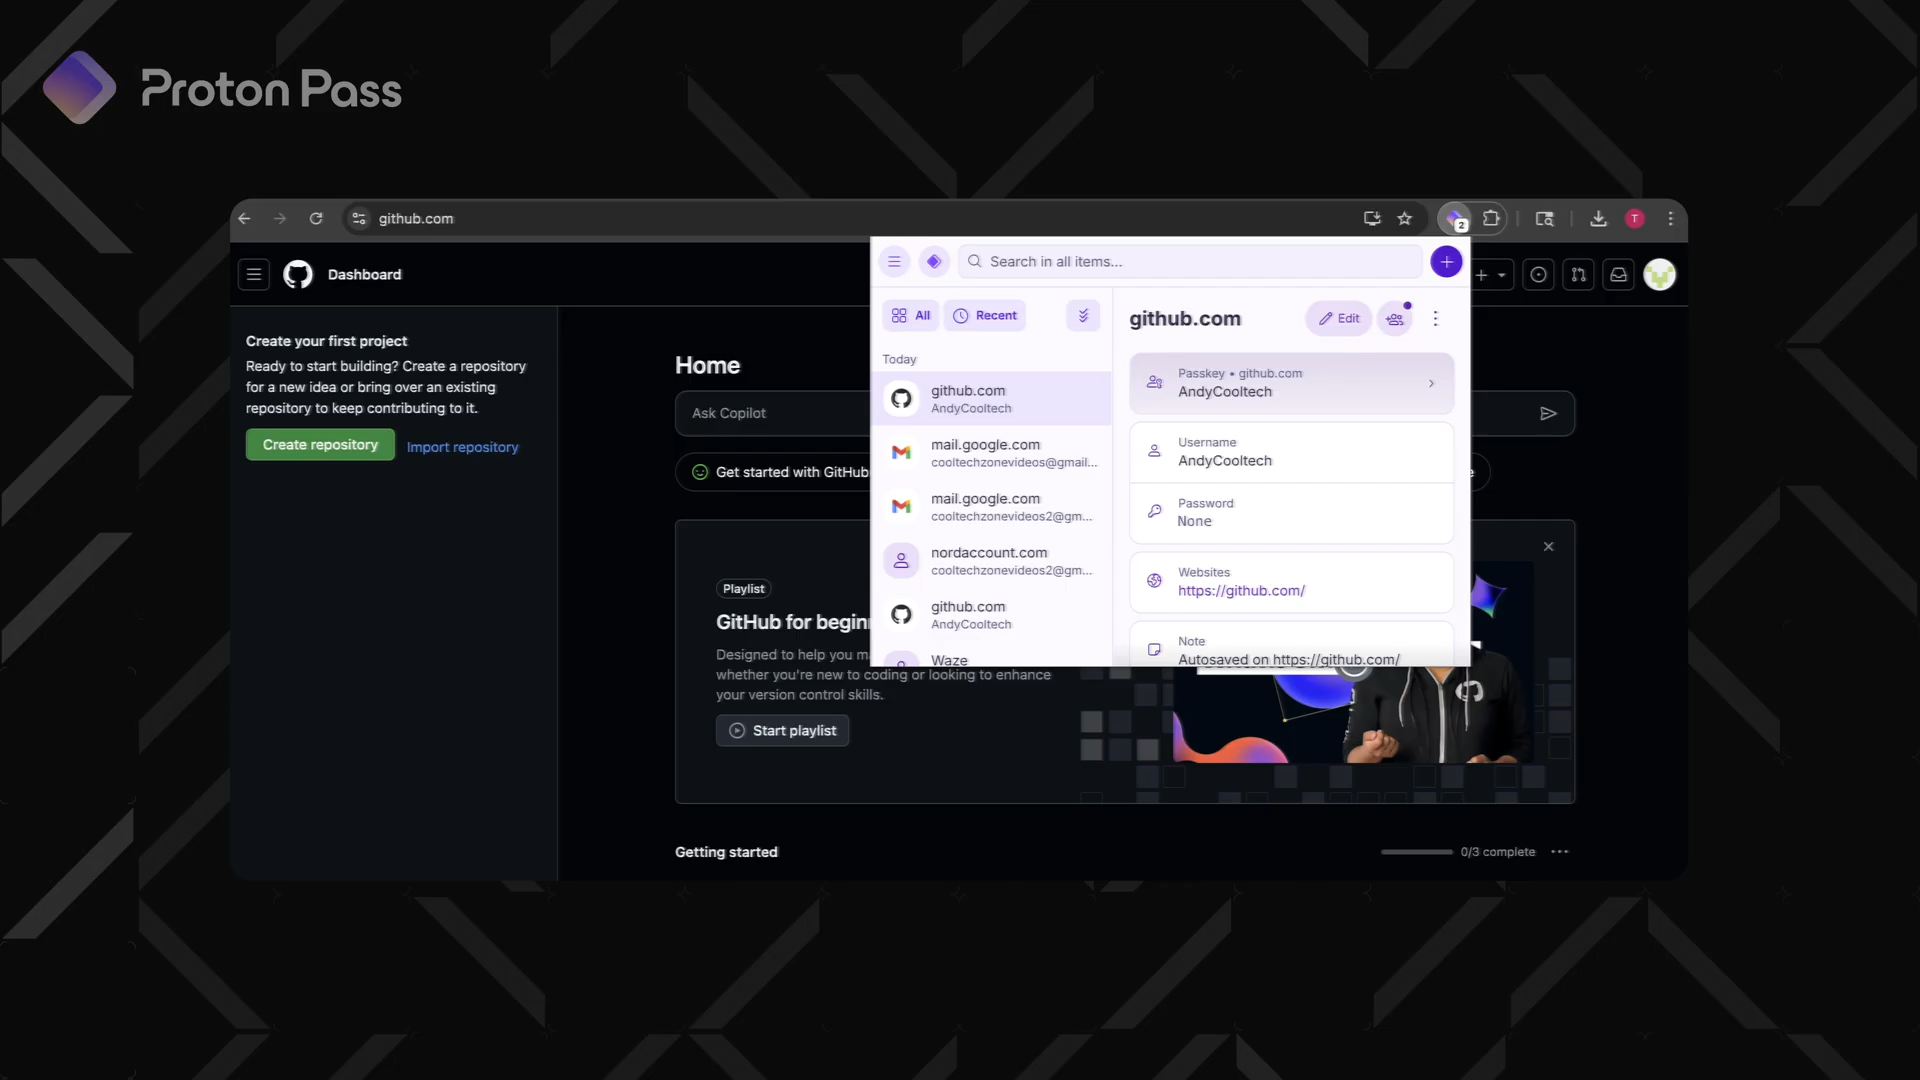 Proton Pass
github.com
2
T
Dashboard
Search in all items...
Create your first project
Ready to start building? Create a repository
for a new idea or bring over an existing
repository to keep contributing to it.
Create repository
Import repository
Home
Ask Copilot
Get started with GitHub
All
Recent
Today
github.com
AndyCooltech
mail.google.com
cooltechzonevideos@gmail...
mail.google.com
cooltechzonevideos2@gm...
nordaccount.com
cooltechzonevideos2@gm...
github.com
AndyCooltech
Waze
github.com
Edit
Passkey • github.com
AndyCooltech
Username
AndyCooltech
Password
None
Websites
https://github.com/
Note
Autosaved on https://github.com/
Playlist
GitHub for begin
Designed to help you ma
whether you're new to coding or looking to enhance
your version control skills.
Start playlist
Getting started
0/3 complete